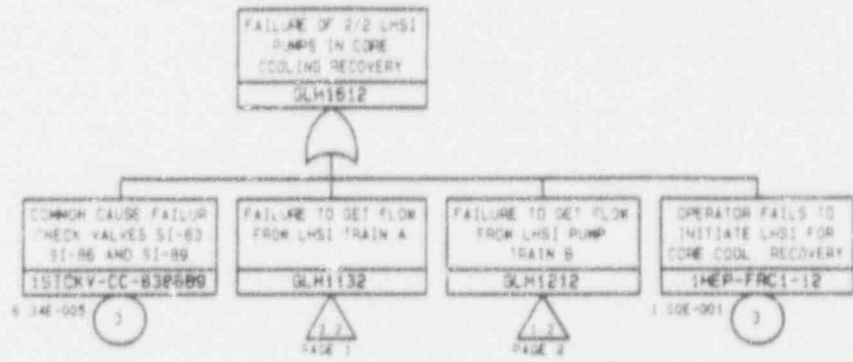 FAILURE OF 2/2 LHSI
PUMPS IN CORE
COOLING RECOVERY
GLH1612
COMMON CAUSE FAILUR
CHECK VALVES SI-83
SI-86 AND SI-89
FAILURE TO GET FLOW
FROM LHSI TRAIN A
GLH1132
FAILURE TO GET FLOW
FROM LHSI PUMP
TRAIN B
GLH1212
OPERATOR FAILS TO
INITIATE LHSI FOR
CORE COOL. RECOVERY
1HEP-FRC1-12
3
PAGE 1
PAGE 2
3